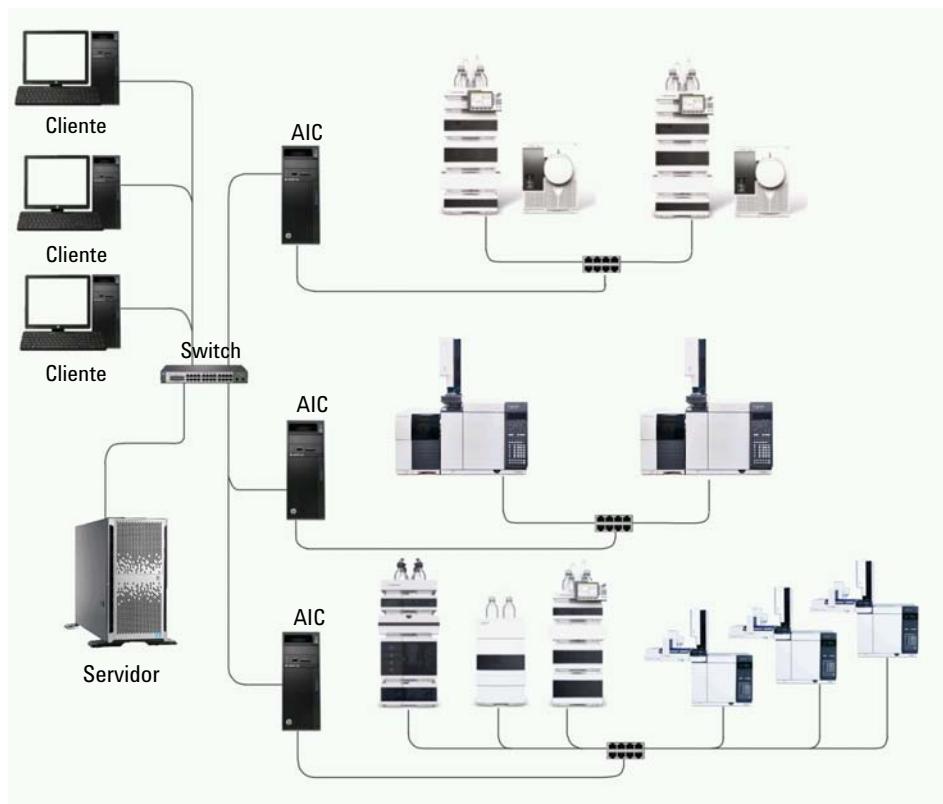 Cliente
AIC
Cliente
Cliente
Switch
AIC
AIC
Servidor